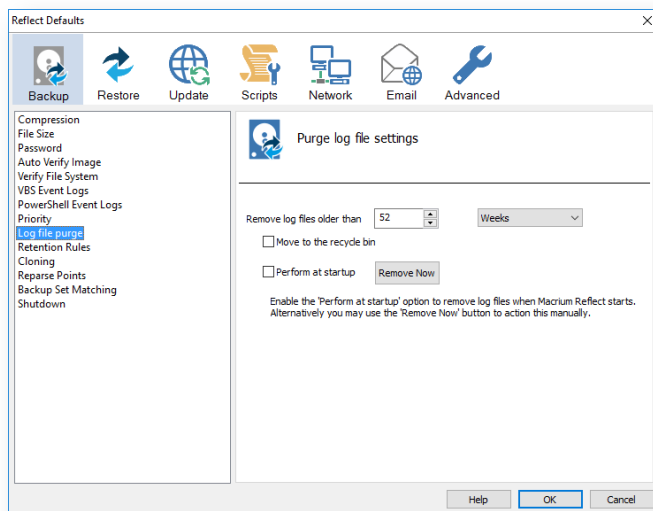 Reflect Defaults
Backup Restore Update Scripts Network Email Advanced
Compression
File Size
Password
Auto Verify Image
Verify File System
VBS Event Logs
PowerShell Event Logs
Priority
Log file purge
Retention Rules
Cloning
Reparse Points
Backup Set Matching
Shutdown
Purge log file settings
Remove log files older than 52 Weeks
Move to the recycle bin
Perform at startup Remove Now
Enable the 'Perform at startup' option to remove log files when Macrium Reflect starts.
Alternatively you may use the 'Remove Now' button to action this manually.
Help OK Cancel